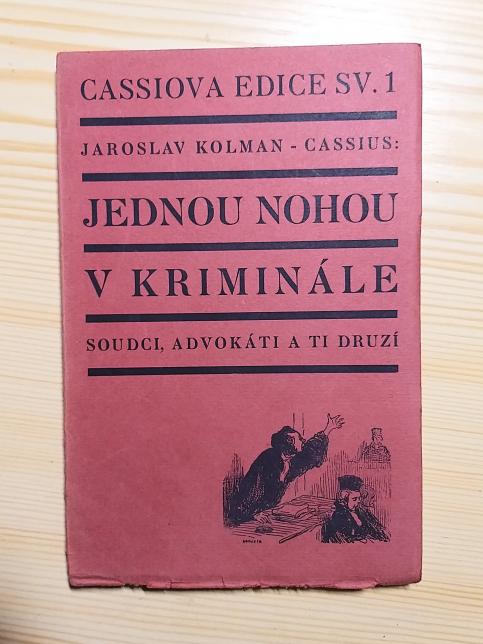 CASSIOVA EDICE SV. 1
JAROSLAV KOLMAN - CASSIUS:
JEDNOU NOHOU
V KRIMINÁLE
SOUDCI, ADVOKÁTI A TI DRUZÍ